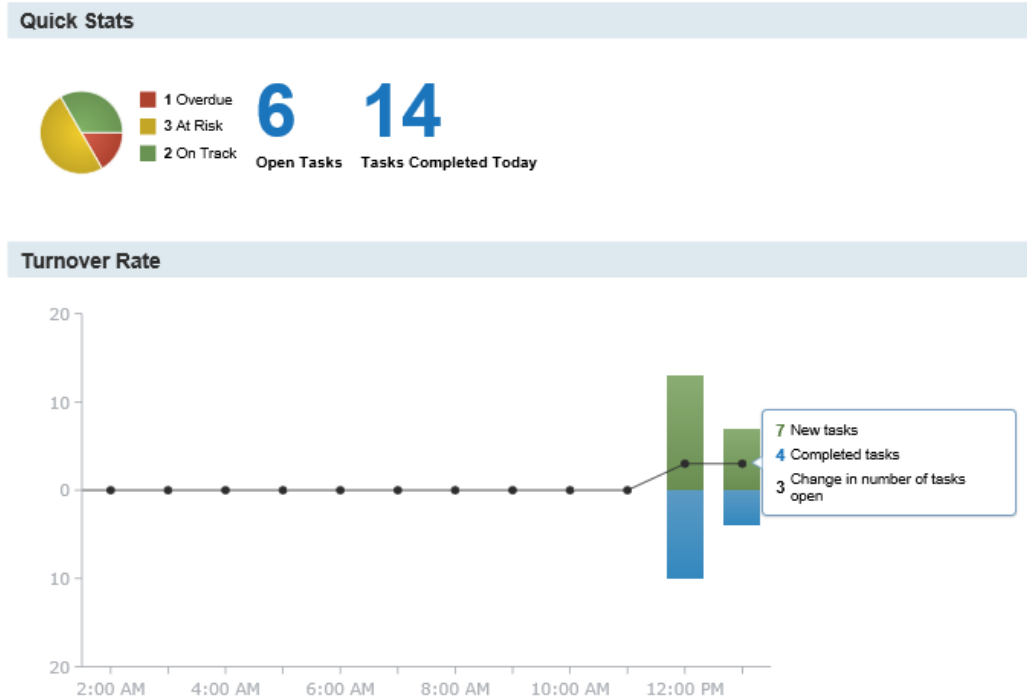 Quick Stats
1 Overdue
3 At Risk
2 On Track
6
Open Tasks
14
Tasks Completed Today
Turnover Rate
20
10
0
10
20
2:00 AM 4:00 AM 6:00 AM 8:00 AM 10:00 AM 12:00 PM
7 New tasks
4 Completed tasks
3 Change in number of tasks
open